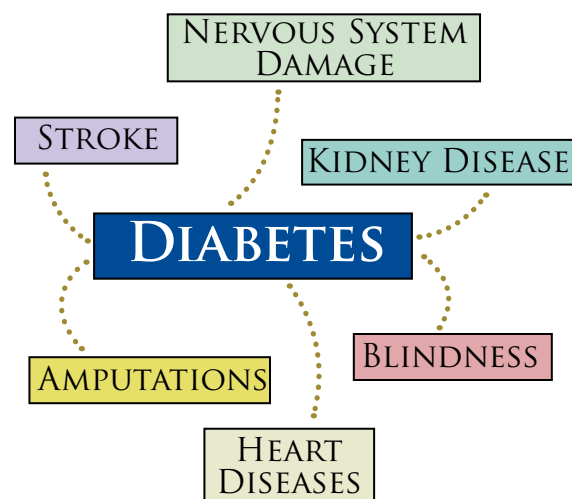 NERVOUS SYSTEM
DAMAGE
STROKE
KIDNEY DISEASE
DIABETES
BLINDNESS
AMPUTATIONS
HEART
DISEASES